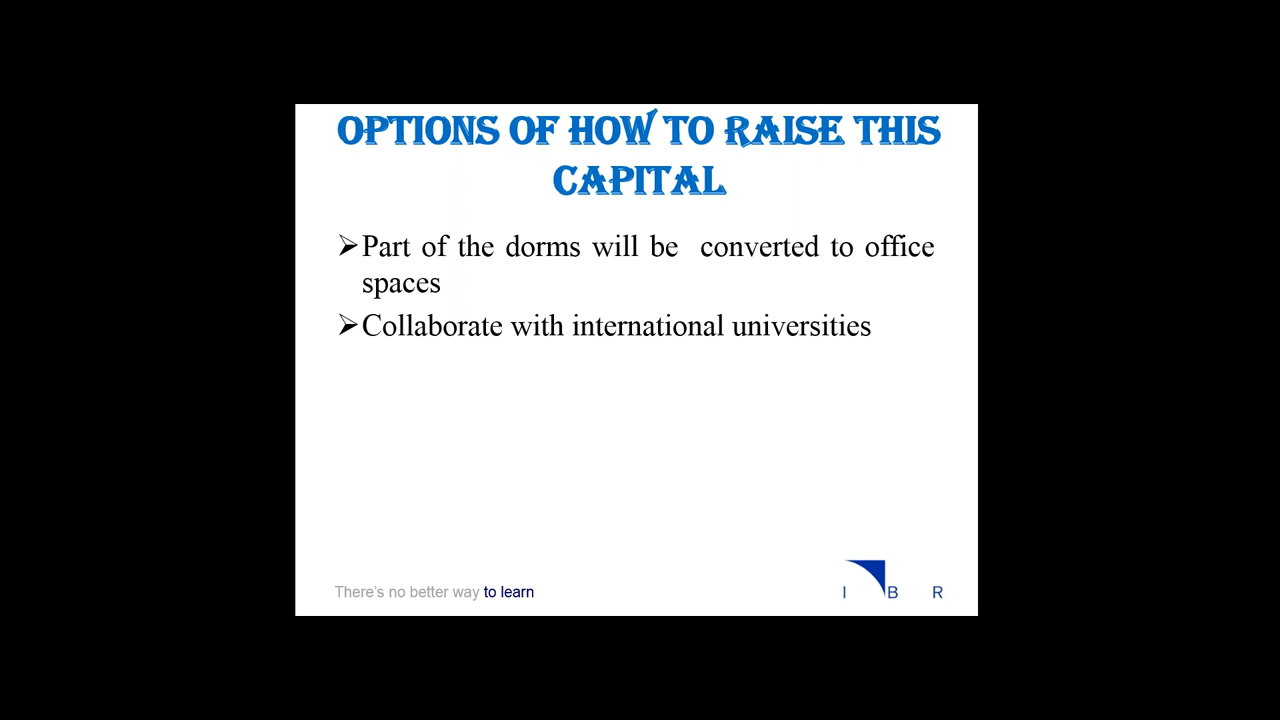 OPTIONS OF HOW TO RAISE THIS
CAPITAL
➢Part of the dorms will be  converted to office
spaces
➢Collaborate with international universities
There's no better way to learn
I B R